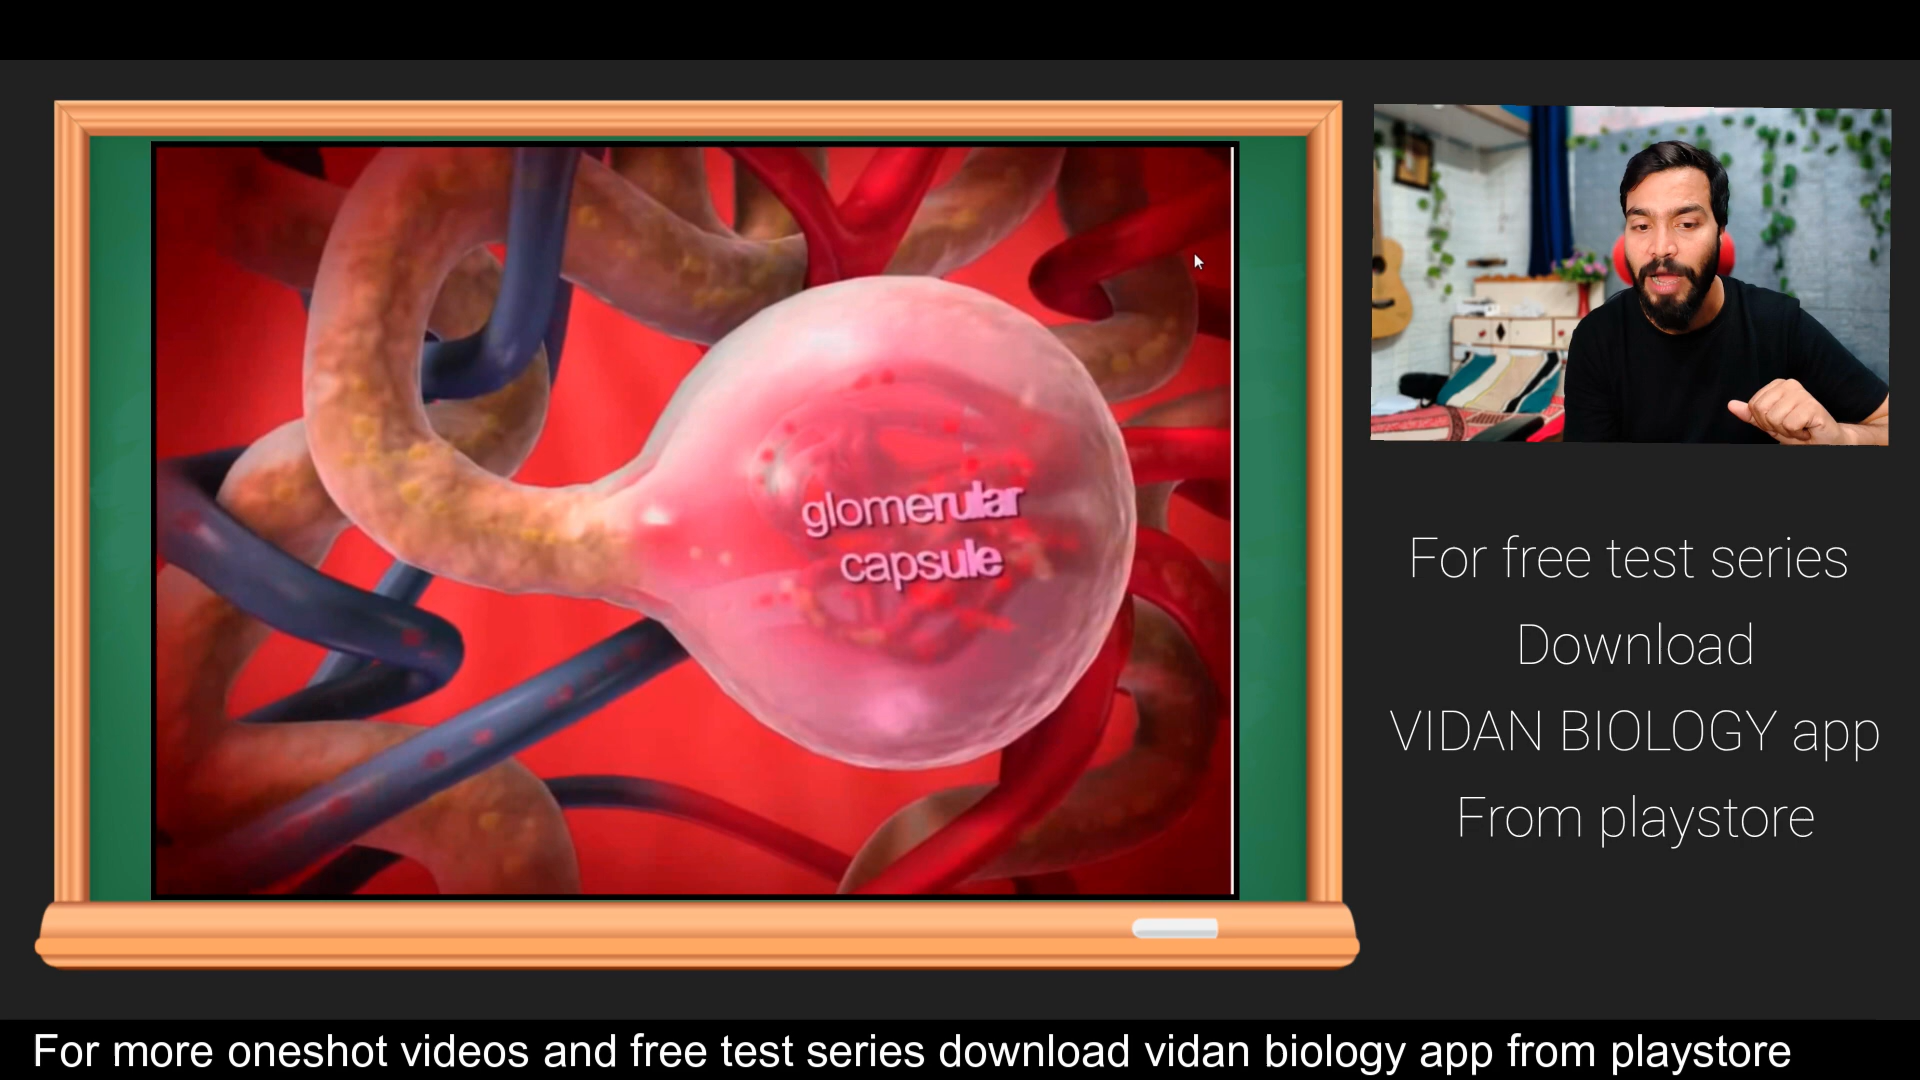 glomerular
capsule
For free test series
Download
VIDAN BIOLOGY app
From playstore
For more oneshot videos and free test series download vidan biology app from playstore